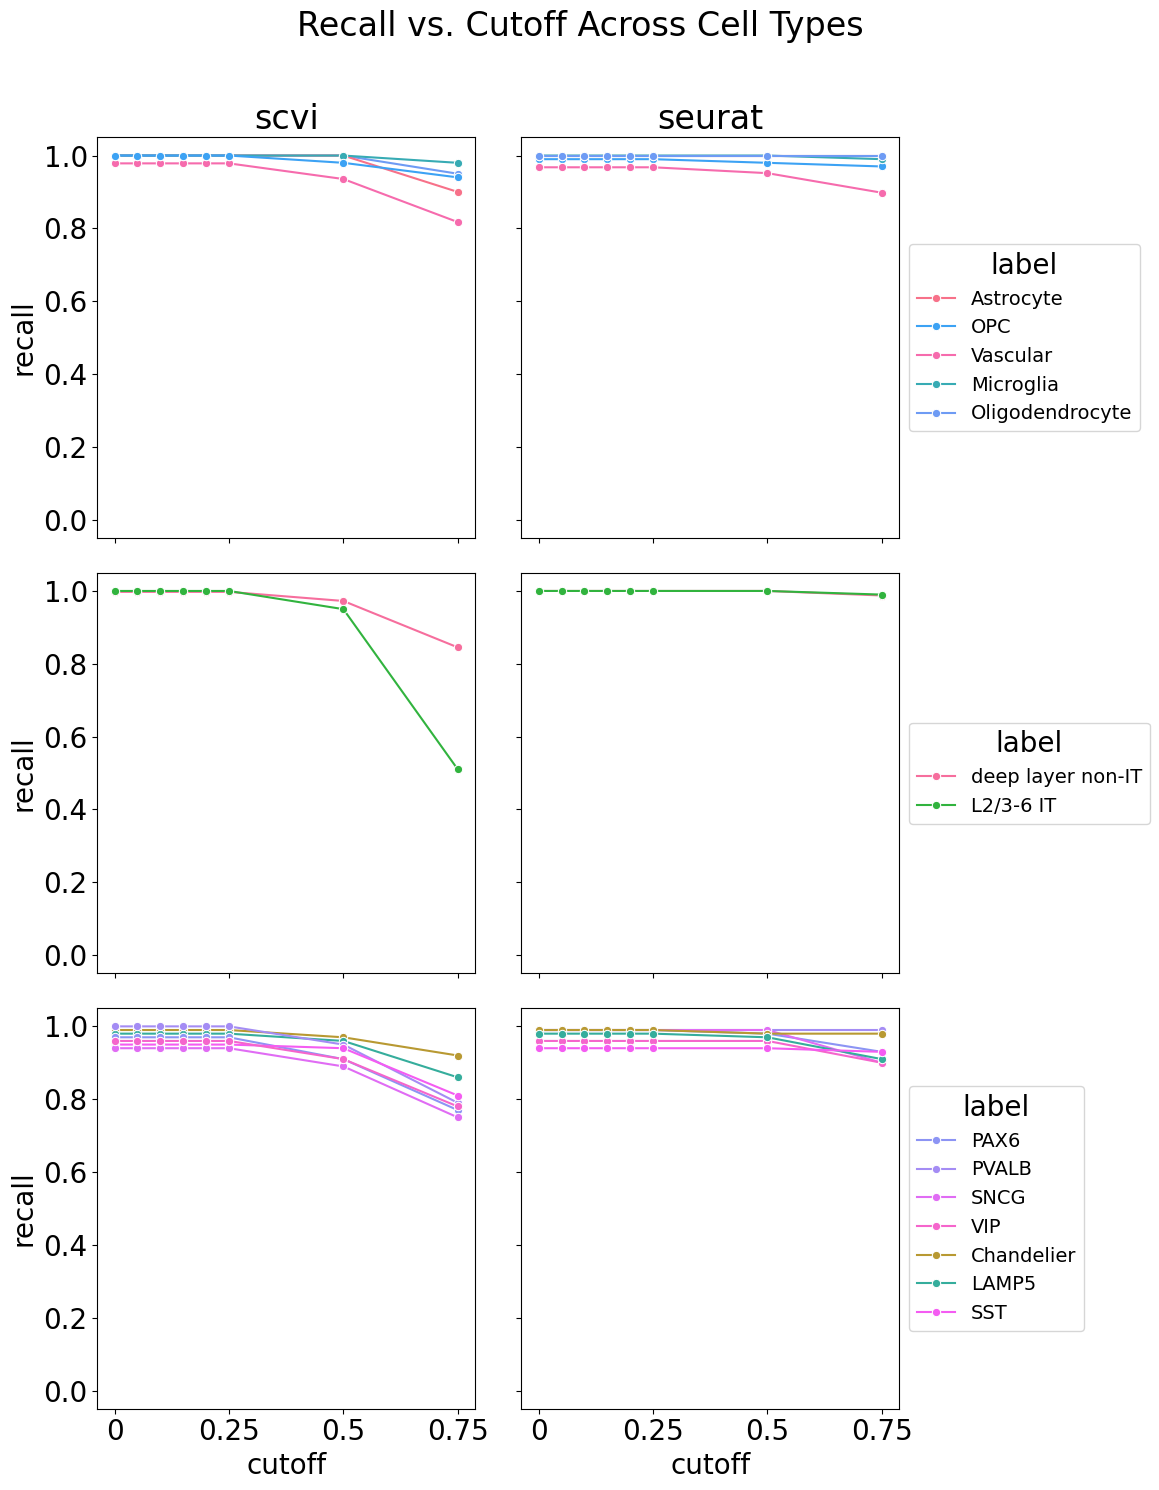 Recall vs. Cutoff Across Cell Types
scvi
seurat
1.0
0.8
0.6
0.4
0.2
0.0
recall
label
Astrocyte
OPC
Vascular
Microglia
Oligodendrocyte
1.0
0.8
0.6
0.4
0.2
0.0
recall
label
deep layer non-IT
L2/3-6 IT
1.0
0.8
0.6
0.4
0.2
0.0
recall
label
PAX6
PVALB
SNCG
VIP
Chandelier
LAMP5
SST
0 0.25 0.5 0.75
cutoff
0 0.25 0.5 0.75
cutoff